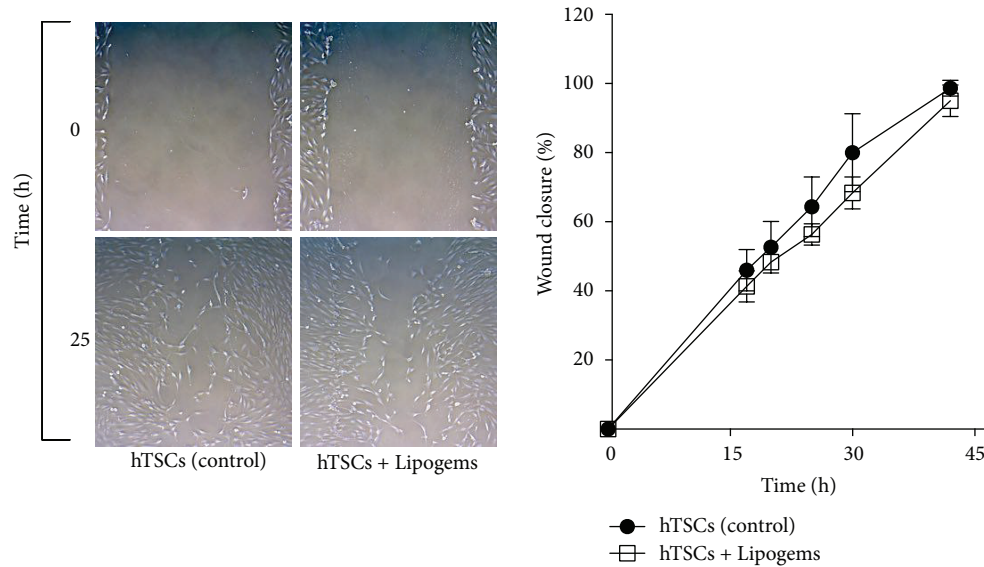 Time (h)
0
25
hTSCs (control)
hTSCs + Lipogems
Wound closure (%)
120
100
80
60
40
20
0
15
30
45
Time (h)
hTSCs (control)
hTSCs + Lipogems